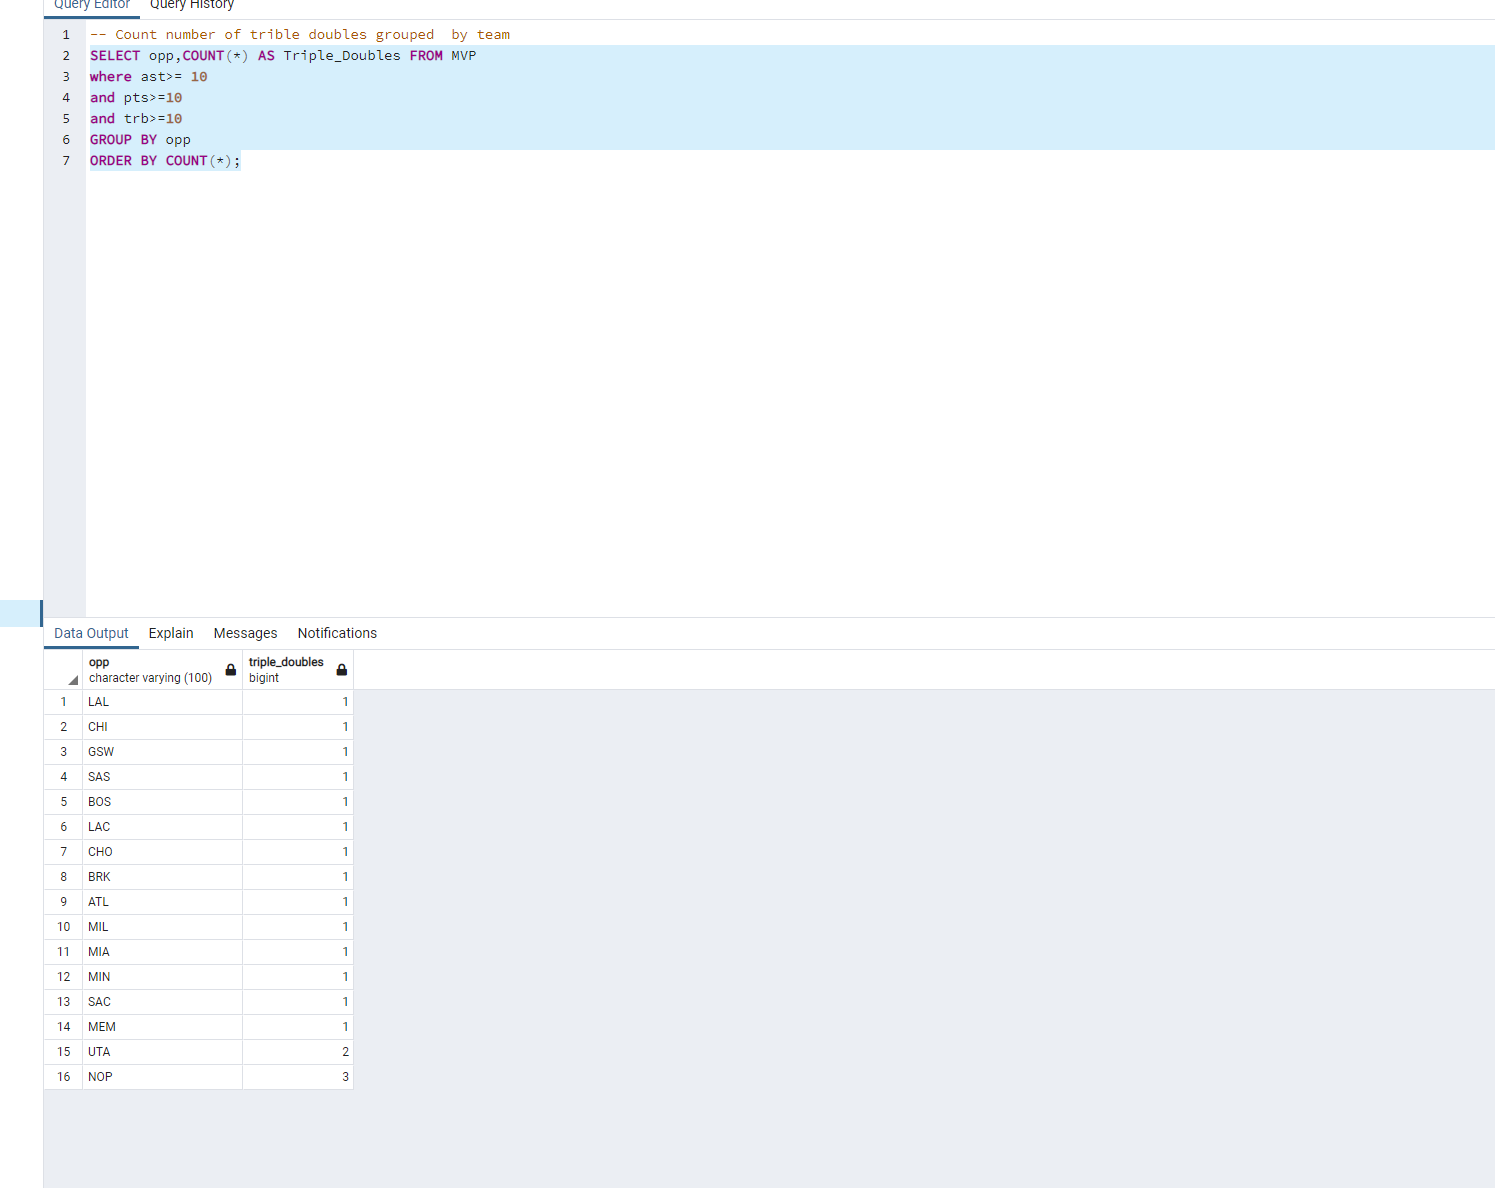 Query Editor Query History
1 -- Count number of trible doubles grouped  by team
2 SELECT opp,COUNT(*) AS Triple_Doubles FROM MVP
3 where ast>= 10
4 and pts>=10
5 and trb>=10
6 GROUP BY opp
7 ORDER BY COUNT(*);
Data Output Explain Messages Notifications
opp triple_doubles
character varying (100) bigint
1 LAL 1
2 CHI 1
3 GSW 1
4 SAS 1
5 BOS 1
6 LAC 1
7 CHO 1
8 BRK 1
9 ATL 1
10 MIL 1
11 MIA 1
12 MIN 1
13 SAC 1
14 MEM 1
15 UTA 2
16 NOP 3